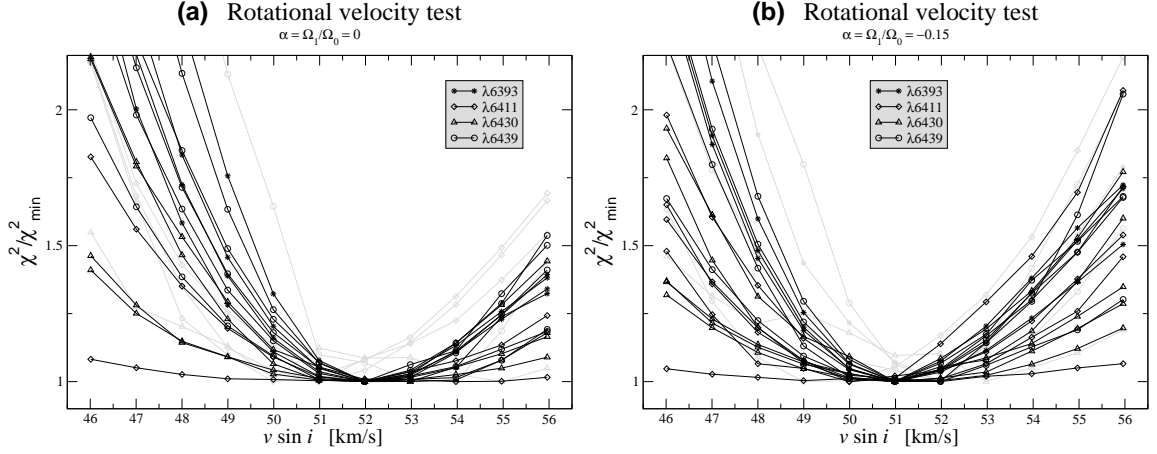 (a) Rotational velocity test
α = Ω₁/Ω₀ = 0
λ6393
λ6411
λ6430
λ6439
2
1.5
1
χ²/χ²min
46 47 48 49 50 51 52 53 54 55 56
v sin i [km/s]
(b) Rotational velocity test
α = Ω₁/Ω₀ = −0.15
λ6393
λ6411
λ6430
λ6439
2
1.5
1
χ²/χ²min
46 47 48 49 50 51 52 53 54 55 56
v sin i [km/s]